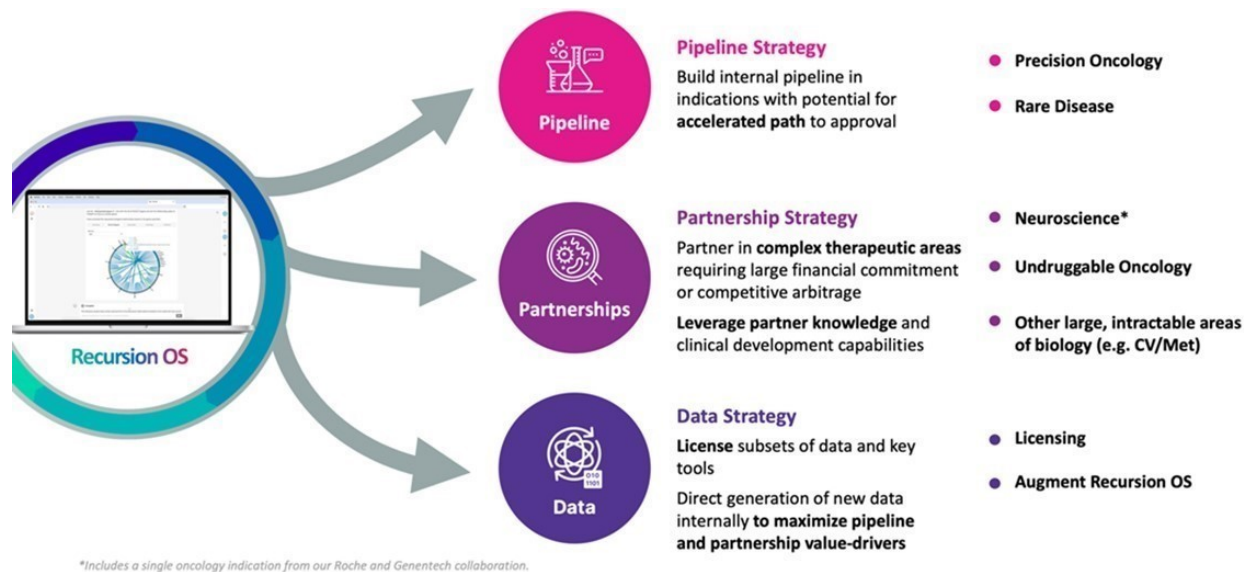 Pipeline Strategy
Build internal pipeline in
indications with potential for
accelerated path to approval
Pipeline
Precision Oncology
Rare Disease
Recursion OS
Partnership Strategy
Partner in complex therapeutic areas
requiring large financial commitment
or competitive arbitrage
Leverage partner knowledge and
clinical development capabilities
Partnerships
Neuroscience*
Undruggable Oncology
Other large, intractable areas
of biology (e.g. CV/Met)
Data Strategy
License subsets of data and key
tools
Direct generation of new data
internally to maximize pipeline
and partnership value-drivers
010
1101
Data
Licensing
Augment Recursion OS
*Includes a single oncology indication from our Roche and Genentech collaboration.